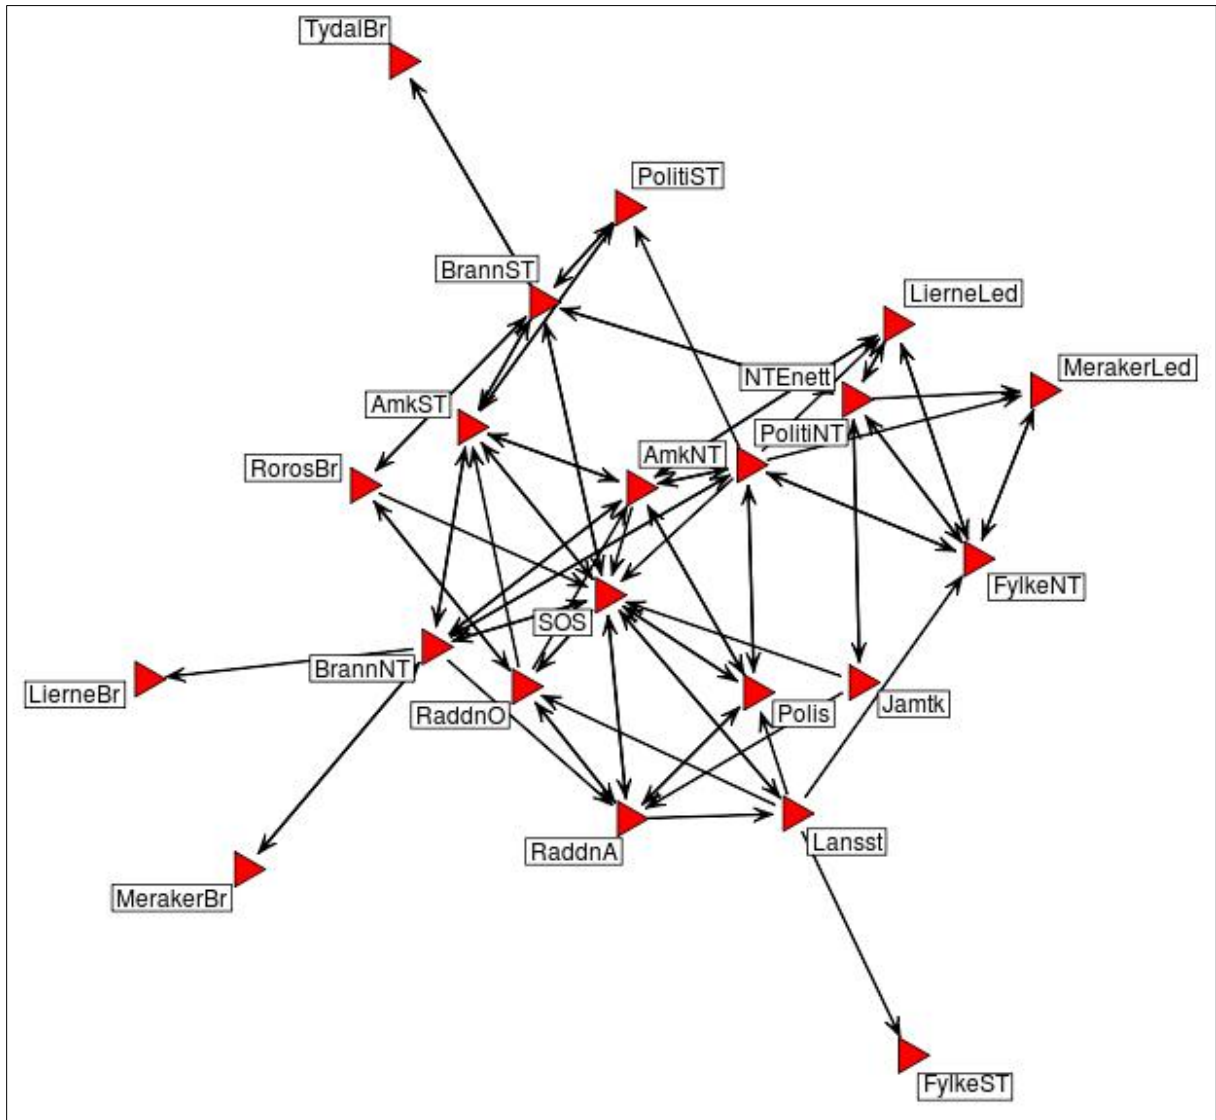 TydalBr
PolitiST
BrannST
LierneLed
MerakerLed
NTEnett
AmkST
PolitiNT
AmkNT
RorosBr
FylkeNT
SOS
BrannNT
LierneBr
RaddnO
Polis
Jamtk
RaddnA
Lansst
MerakerBr
FylkeST